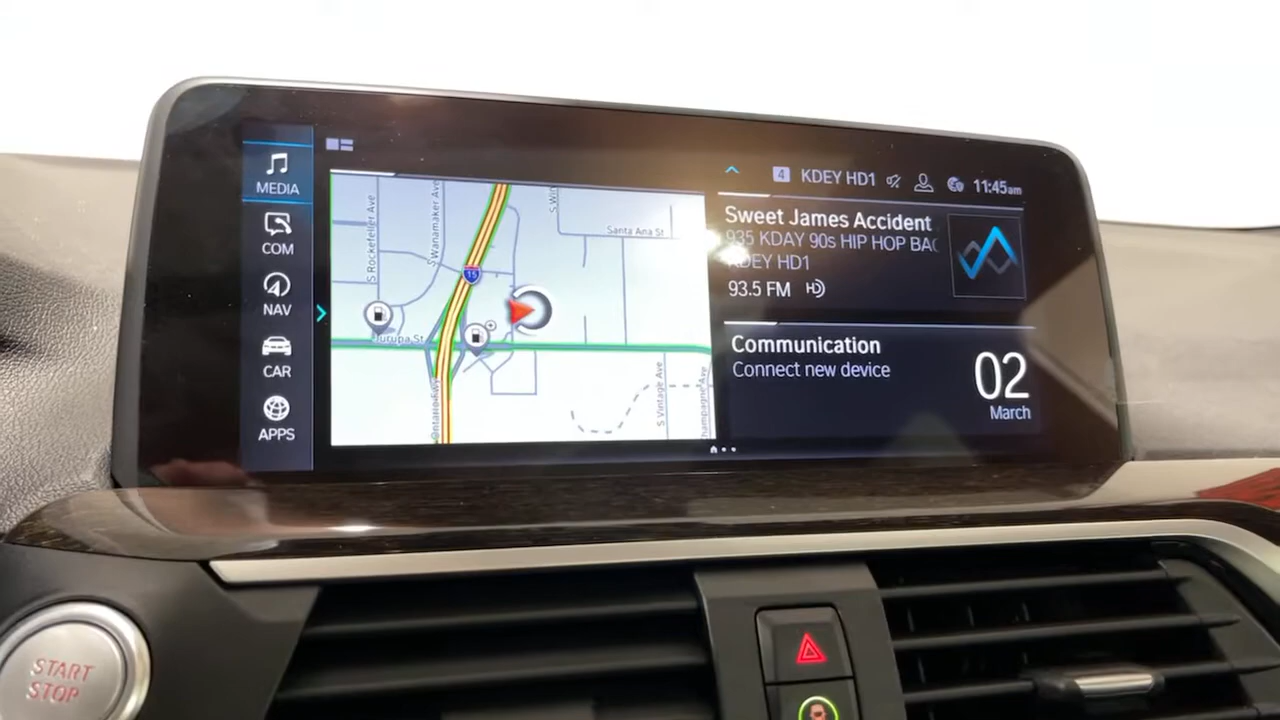 MEDIA
COM
NAV
CAR
APPS
S Rockefeller Ave
S Wanamaker Ave
Santa Ana St
15
Jurupa St
Ontario Fwy
S Vintage Ave
hampagne Ave
4 KDEY HD1 11:45am
Sweet James Accident
935 KDAY 90s HIP HOP BAC
KDEY HD1
93.5 FM HD
Communication
Connect new device
02
March
START
STOP